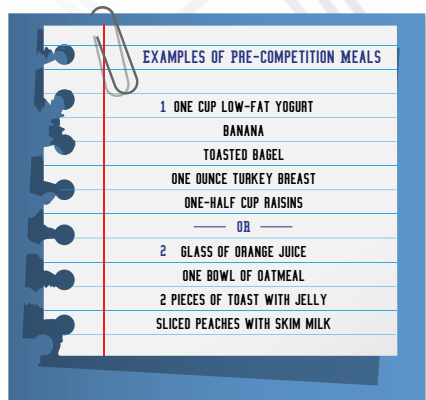 EXAMPLES OF PRE-COMPETITION MEALS
1 ONE CUP LOW-FAT YOGURT
BANANA
TOASTED BAGEL
ONE OUNCE TURKEY BREAST
ONE-HALF CUP RAISINS
OR
2 GLASS OF ORANGE JUICE
ONE BOWL OF OATMEAL
2 PIECES OF TOAST WITH JELLY
SLICED PEACHES WITH SKIM MILK